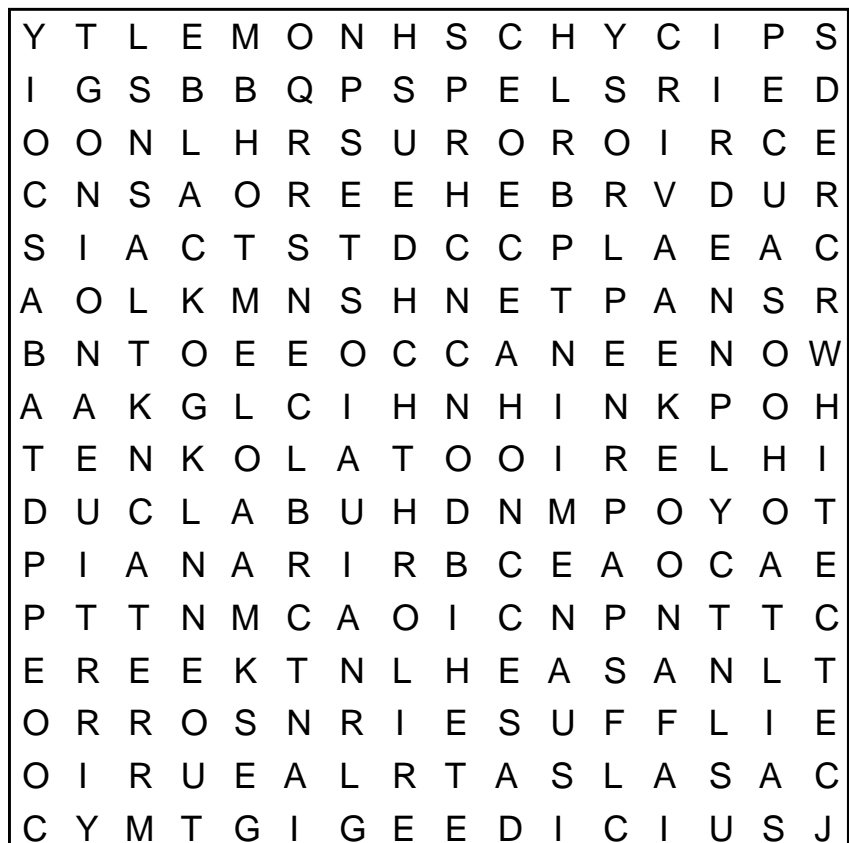 Y T L E M O N H S C H Y C I P S
I G S B B Q P S P E L S R I E D
O O N L H R S U R O R O I R C E
C N S A O R E E H E B R V D U R
S I A C T S T D C C P L A E A C
A O L K M N S H N E T P A N S R
B N T O E E O C C A N E E N O W
A A K G L C I H N H I N K P O H
T E N K O L A T O O I R E L H I
D U C L A B U H D N M P O Y O T
P I A N A R I R B C E A O C A E
P T T N M C A O I C N P N T T C
E R E E K T N L H E A S A N L T
O R R O S N R I E S U F F L I E
O I R U E A L R T A S L A S A C
C Y M T G I G E E D I C I U S J